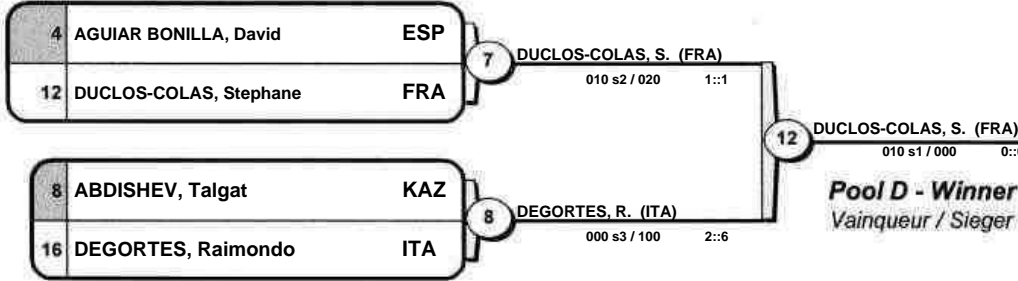 4 AGUIAR BONILLA, David ESP
12 DUCLOS-COLAS, Stephane FRA
7
DUCLOS-COLAS, S. (FRA)
010 s2 / 020 1::1
8 ABDISHEV, Talgat KAZ
16 DEGORTES, Raimondo ITA
8
DEGORTES, R. (ITA)
000 s3 / 100 2::6
12
DUCLOS-COLAS, S. (FRA)
010 s1 / 000
Pool D - Winner
Vainqueur / Sieger